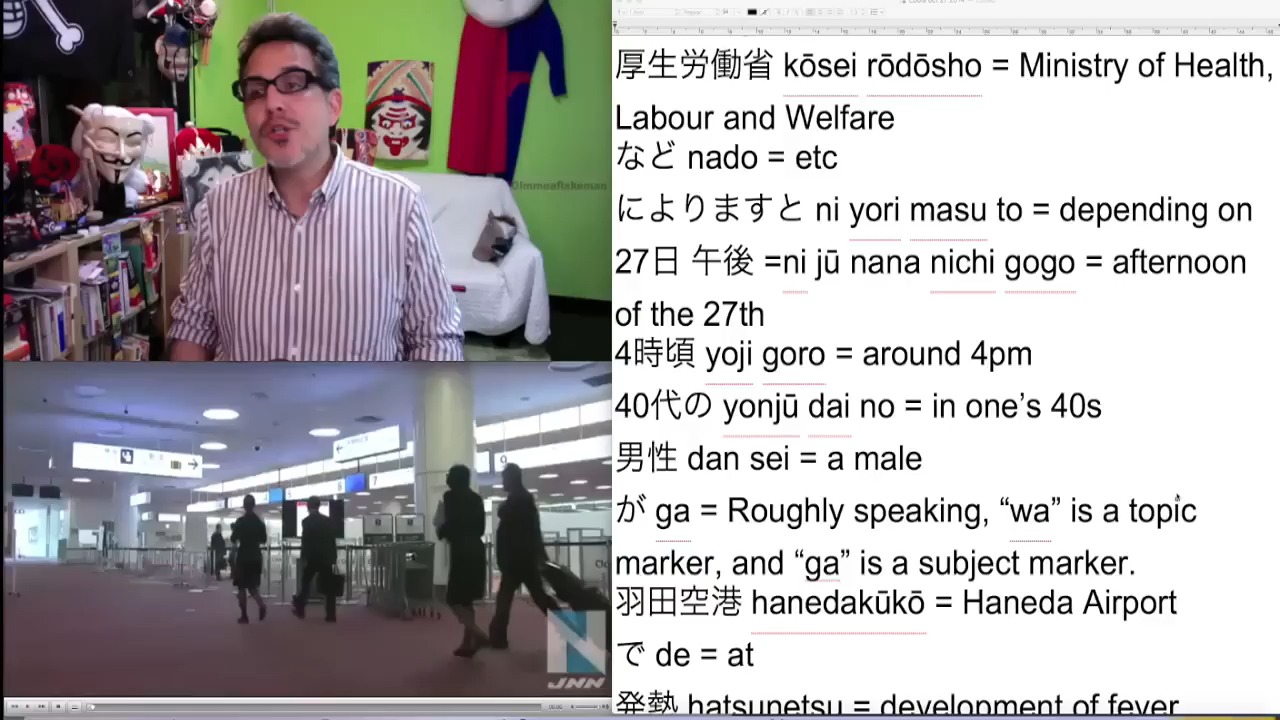 厚生労働省 kōsei rōdōsho = Ministry of Health,
Labour and Welfare
など nado = etc
によりますと ni yori masu to = depending on
27日 午後 =ni jū nana nichi gogo = afternoon
of the 27th
4時頃 yoji goro = around 4pm
40代の yonjū dai no = in one’s 40s
男性 dan sei = a male
が ga = Roughly speaking, “wa” is a topic
marker, and “ga” is a subject marker.
羽田空港 hanedakūkō = Haneda Airport
で de = at
発熱 hatsunetsu = development of fever
N
JNN
7
9